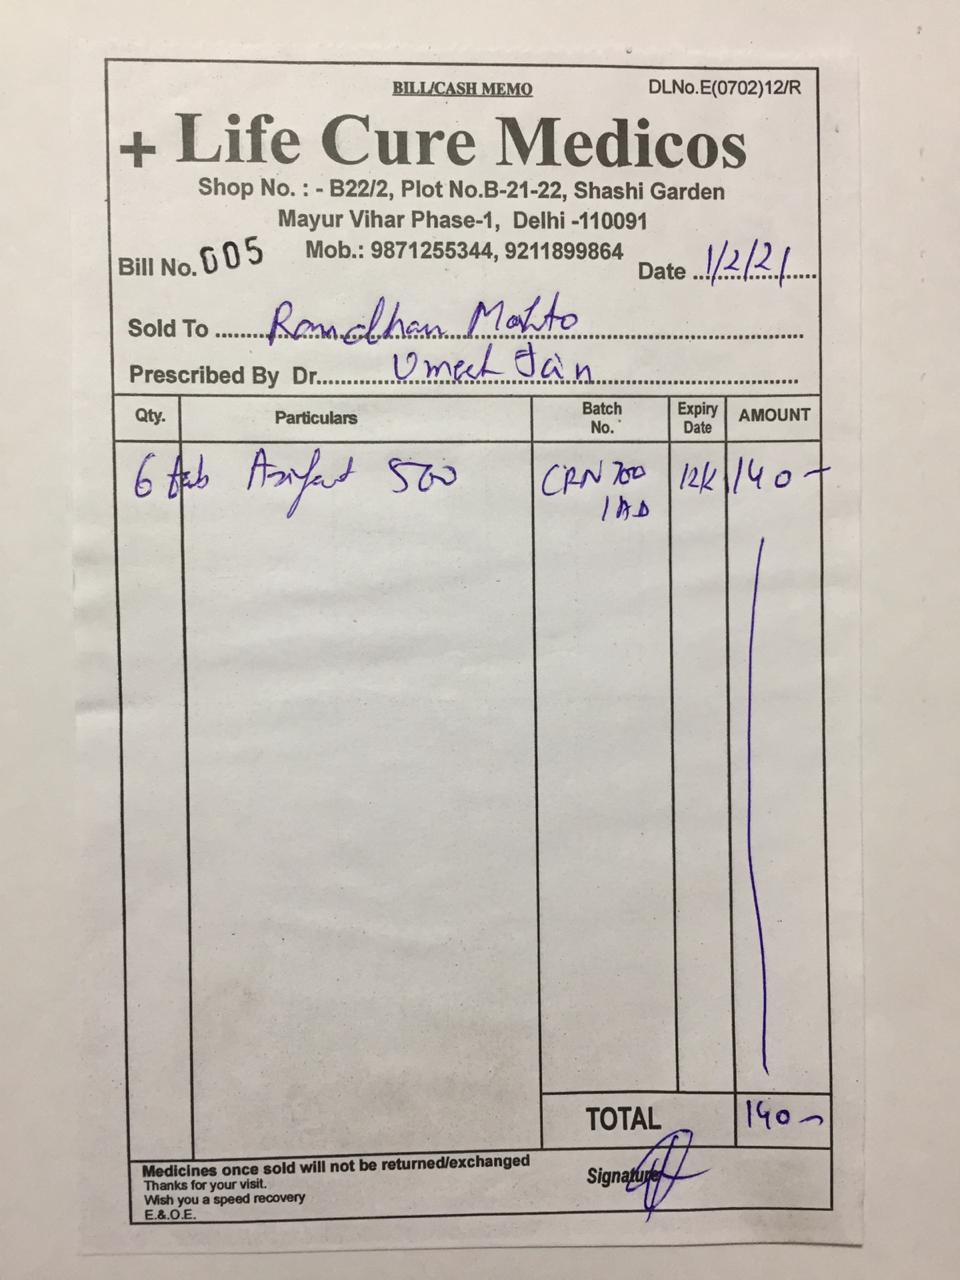 BILL/CASH MEMO DLNo.E(0702)12/R
+ Life Cure Medicos
Shop No. : - B22/2, Plot No.B-21-22, Shashi Garden
Mayur Vihar Phase-1, Delhi -110091
Mob.: 9871255344, 9211899864
Bill No. 005 Date 1/2/21
Sold To Ramdhan Mahto
Prescribed By Dr. Umesh Jain
Qty. Particulars Batch No. Expiry Date AMOUNT
6 tab 500 CRN 700 140-
1AD
TOTAL 140-
Medicines once sold will not be returned/exchanged
Thanks for your visit.
Wish you a speed recovery
E.&.O.E.
Signature